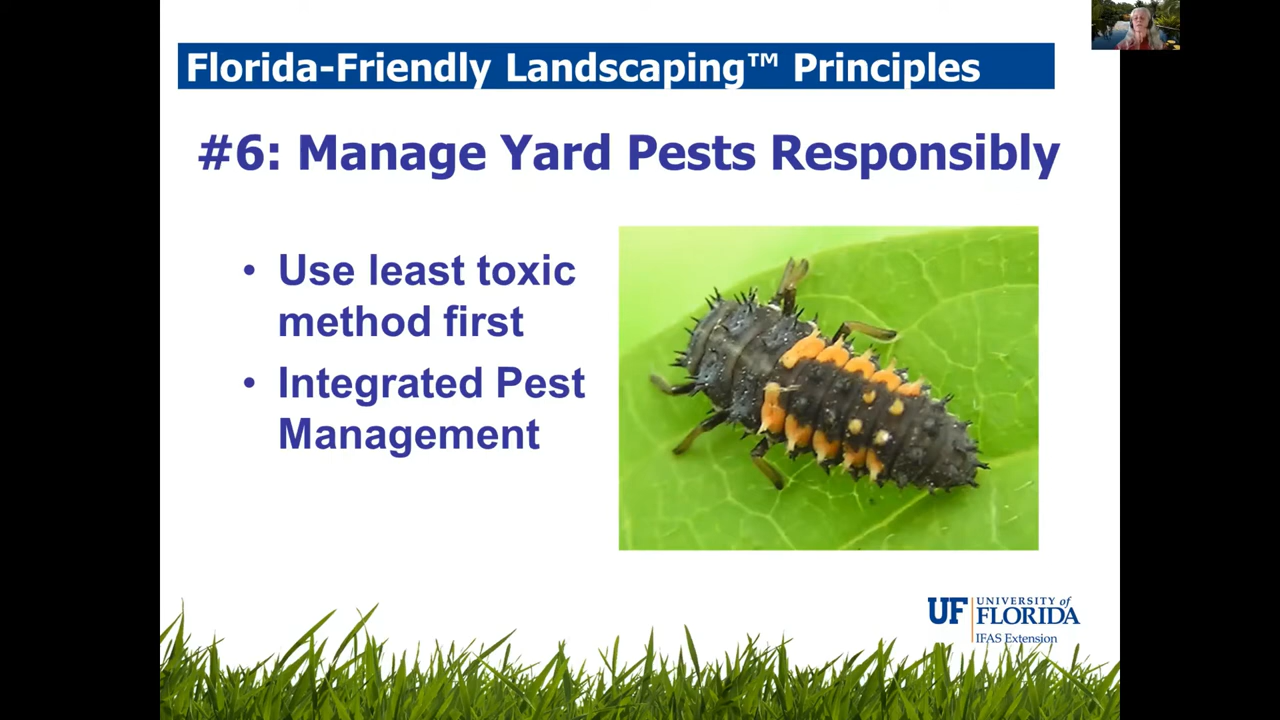 Florida-Friendly Landscaping™ Principles
#6: Manage Yard Pests Responsibly
• Use least toxic
method first
• Integrated Pest
Management
UF UNIVERSITY of
FLORIDA
IFAS Extension